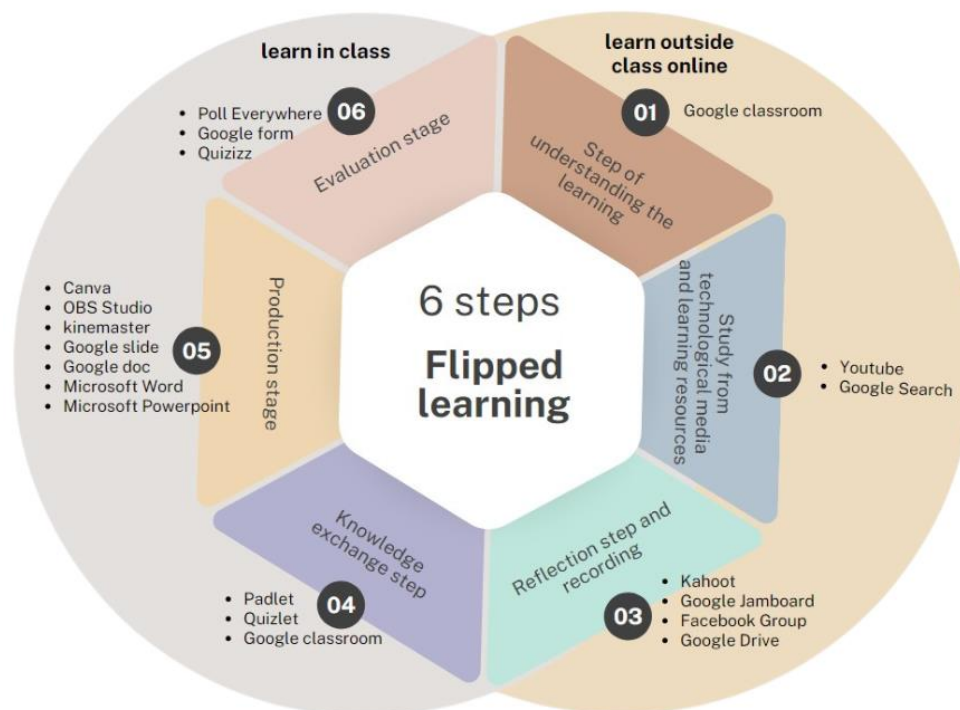 learn in class
learn outside
class online
01
Google classroom
Step of
understanding the
learning
02
Study from
technological media
and learning resources
• Youtube
• Google Search
03
Reflection step and
recording
• Kahoot
• Google Jamboard
• Facebook Group
• Google Drive
04
Knowledge
exchange step
• Padlet
• Quizlet
• Google classroom
05
Production stage
• Canva
• OBS Studio
• kinemaster
• Google slide
• Google doc
• Microsoft Word
• Microsoft Powerpoint
06
Evaluation stage
• Poll Everywhere
• Google form
• Quizizz
6 steps
Flipped
learning